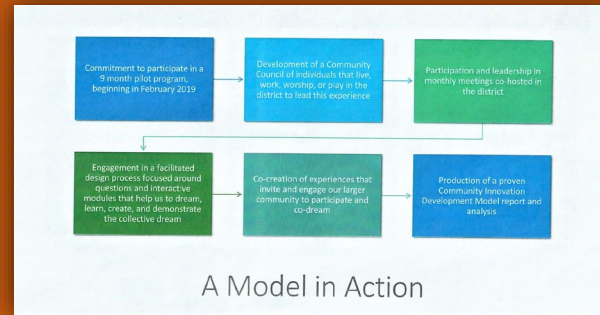 Commitment to participate in a
9 month pilot program,
beginning in February 2019
Development of a Community
Council of individuals that live,
work, worship, or play in the
district to lead this experience
Participation and leadership in
monthly meetings co-hosted in
the district
Engagement in a facilitated
design process focused around
questions and interactive
modules that help us to dream,
learn, create, and demonstrate
the collective dream
Co-creation of experiences that
invite and engage our larger
community to participate and
co-dream
Production of a proven
Community Innovation
Development Model report and
analysis
A Model in Action